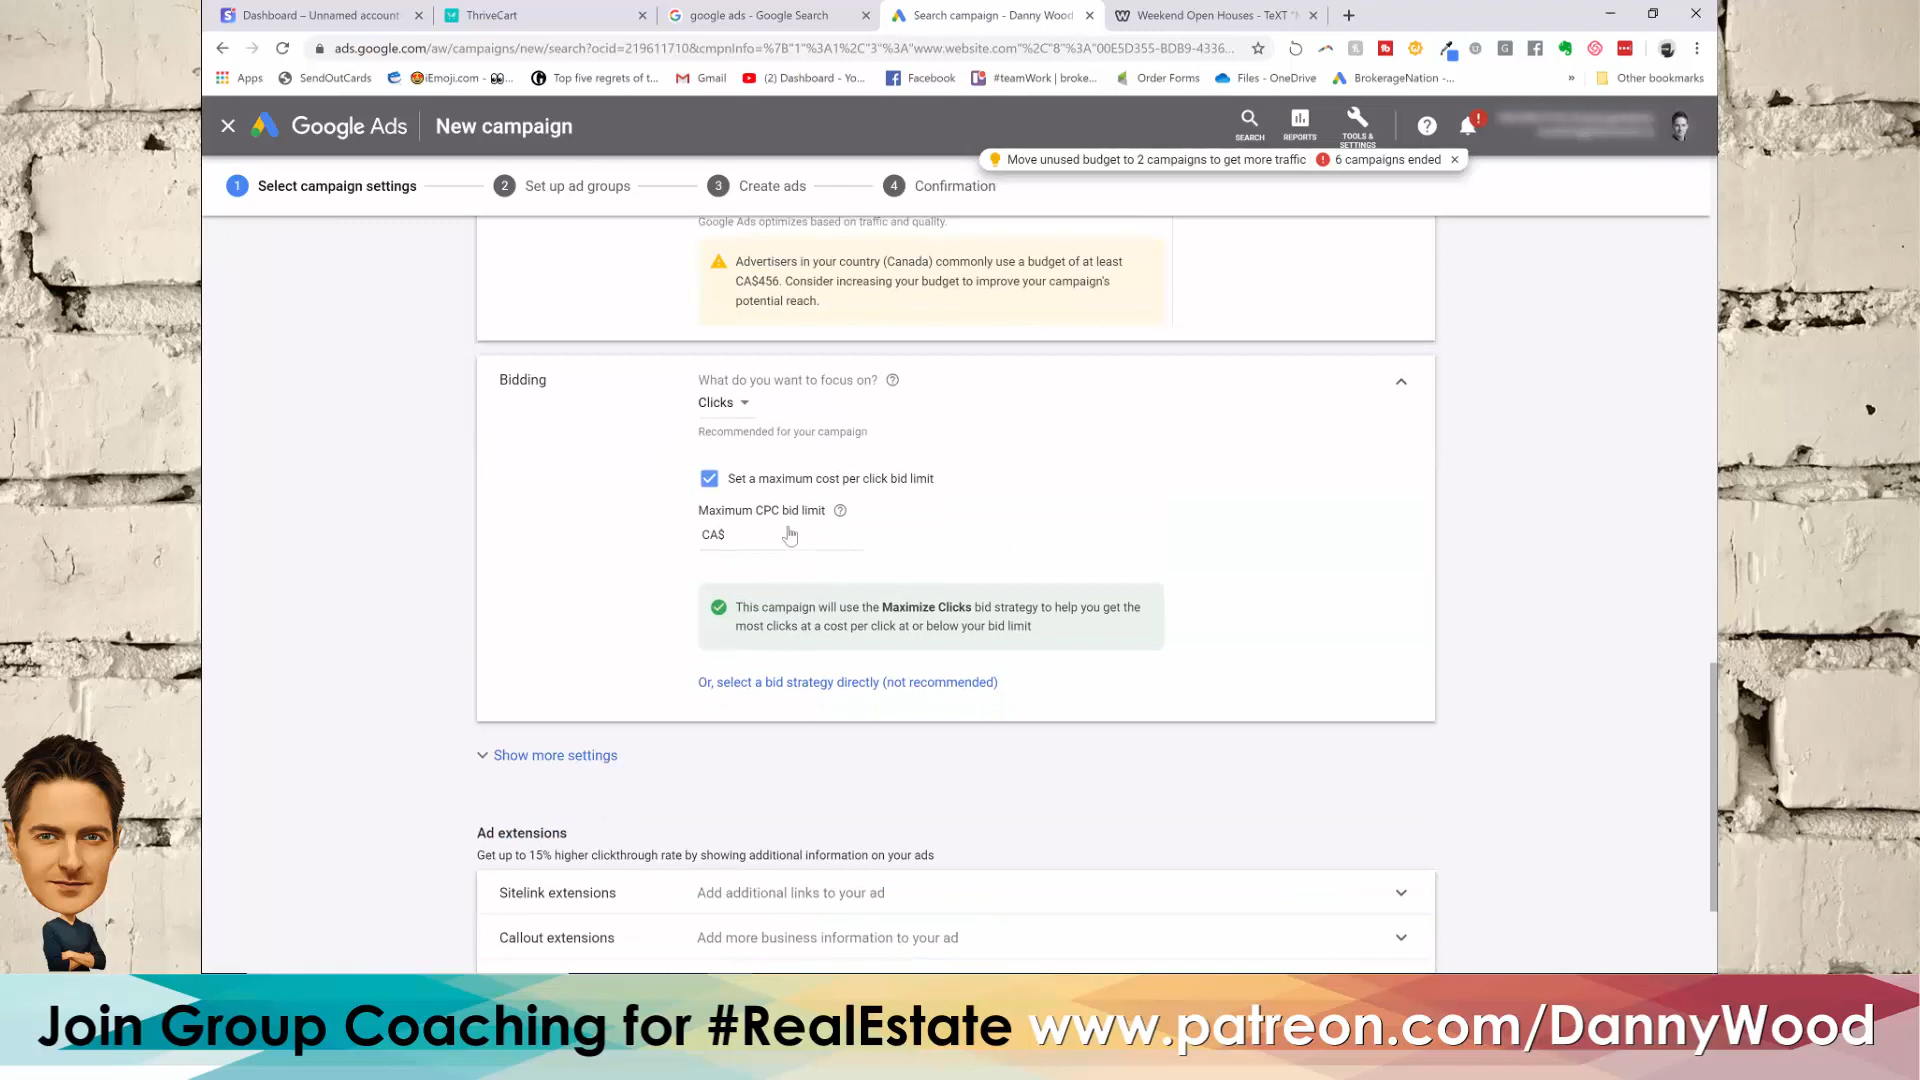 Dashboard – Unnamed account
ThriveCart
google ads - Google Search
Search campaign - Danny Wood
Weekend Open Houses - TeXT "
ads.google.com/aw/campaigns/new/search?ocid=219611710&cmpnInfo=%7B"1"%3A1%2C"3"%3A"www.website.com"%2C"8"%3A"00E5D355-BDB9-4336...
Apps
SendOutCards
iEmoji.com -
Top five regrets of t...
Gmail
(2) Dashboard - Yo...
Facebook
#teamWork | broke...
Order Forms
Files - OneDrive
BrokerageNation -...
»
Other bookmarks
Google Ads
New campaign
SEARCH
REPORTS
TOOLS &
SETTINGS
Move unused budget to 2 campaigns to get more traffic
6 campaigns ended
1 Select campaign settings
2 Set up ad groups
3 Create ads
4 Confirmation
Google Ads optimizes based on traffic and quality.
Advertisers in your country (Canada) commonly use a budget of at least
CA$456. Consider increasing your budget to improve your campaign's
potential reach.
Bidding
What do you want to focus on?
Clicks
Recommended for your campaign
Set a maximum cost per click bid limit
Maximum CPC bid limit
CA$
This campaign will use the Maximize Clicks bid strategy to help you get the
most clicks at a cost per click at or below your bid limit
Or, select a bid strategy directly (not recommended)
Show more settings
Ad extensions
Get up to 15% higher clickthrough rate by showing additional information on your ads
Sitelink extensions
Add additional links to your ad
Callout extensions
Add more business information to your ad
Join Group Coaching for #RealEstate www.patreon.com/DannyWood